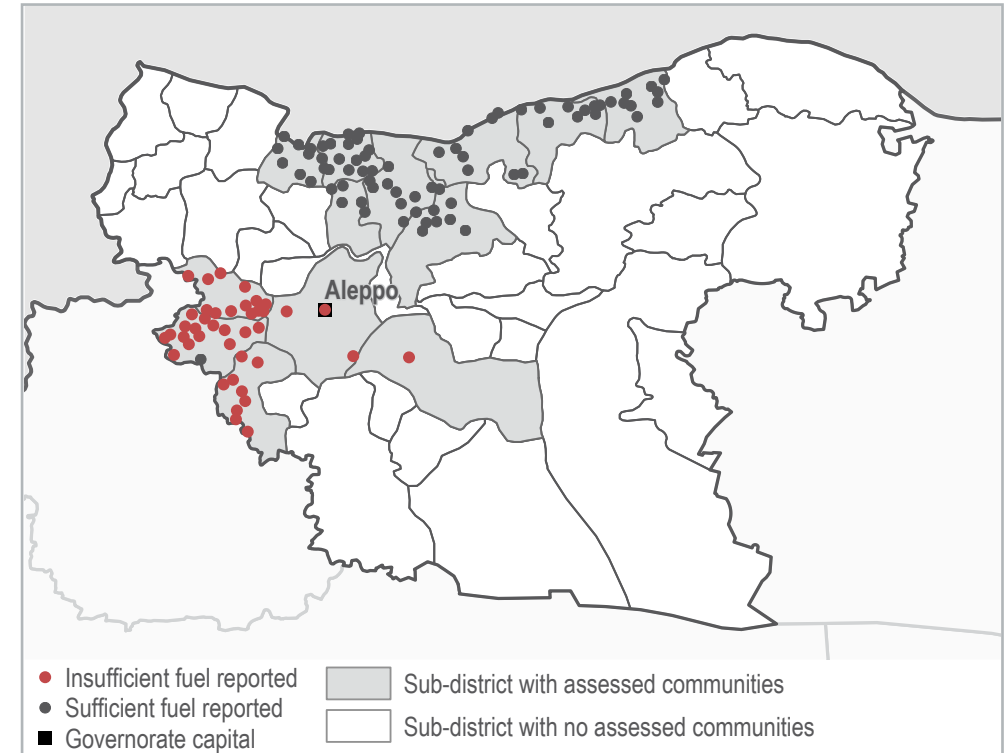 Aleppo
Insufficient fuel reported
Sufficient fuel reported
Governorate capital
Sub-district with assessed communities
Sub-district with no assessed communities